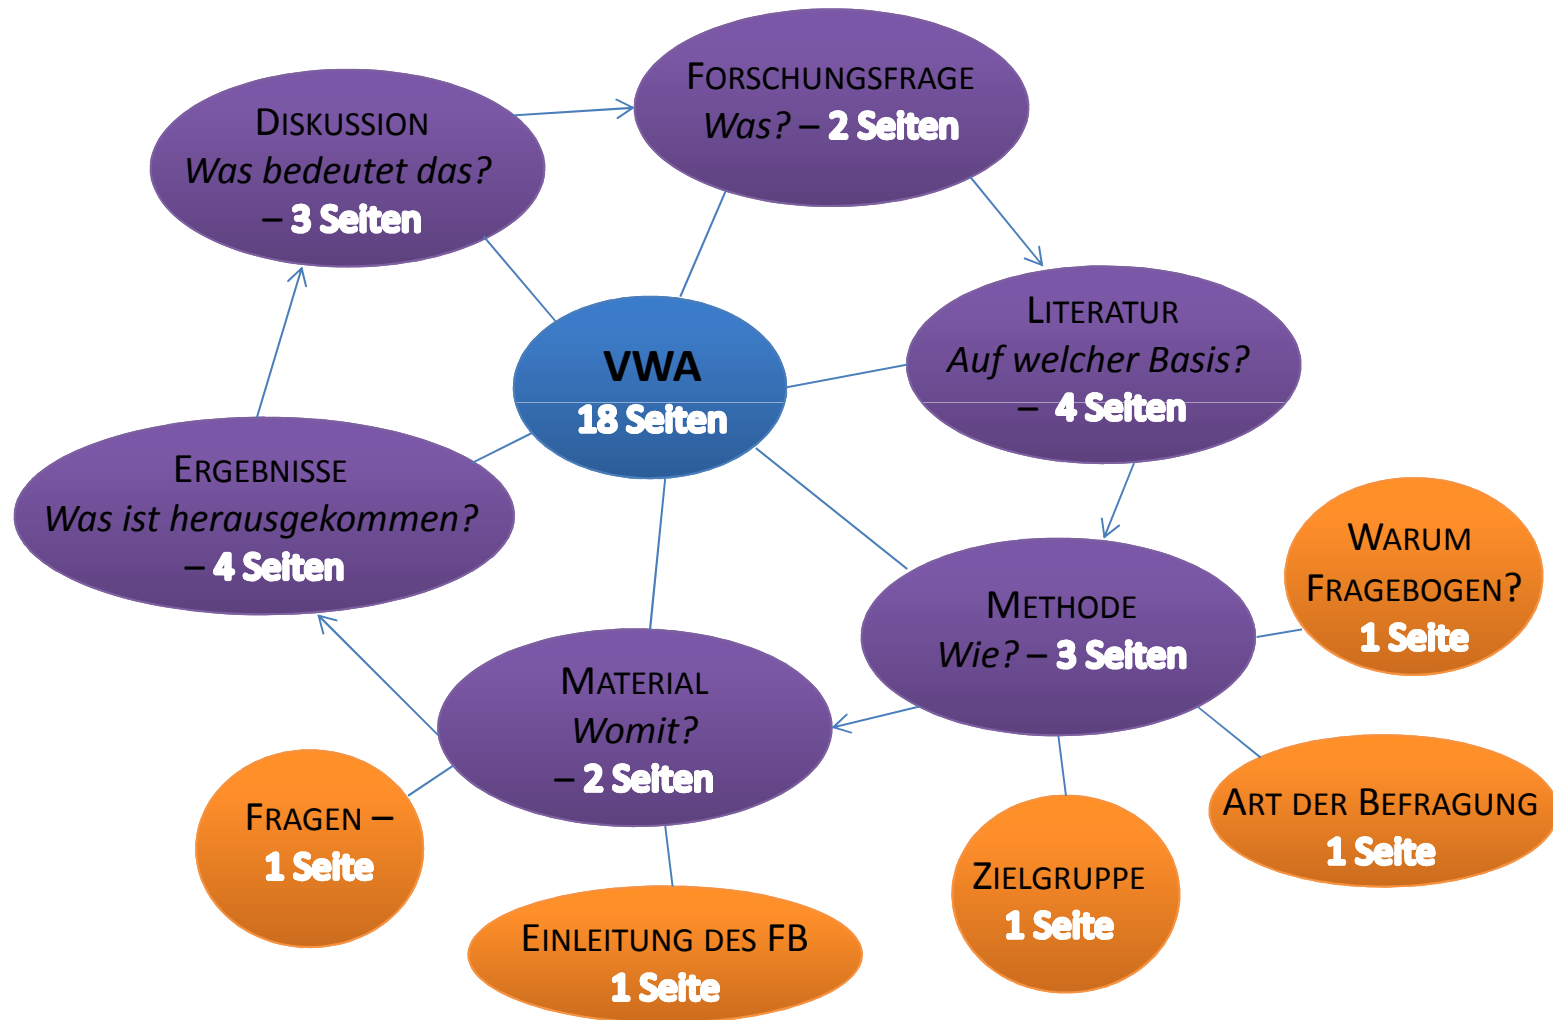 FORSCHUNGSFRAGE
Was? – 2 Seiten
DISKUSSION
Was bedeutet das?
– 3 Seiten
LITERATUR
Auf welcher Basis?
– 4 Seiten
VWA
18 Seiten
ERGEBNISSE
Was ist herausgekommen?
– 4 Seiten
WARUM
FRAGEBOGEN?
1 Seite
METHODE
Wie? – 3 Seiten
MATERIAL
Womit?
– 2 Seiten
ART DER BEFRAGUNG
1 Seite
FRAGEN –
1 Seite
ZIELGRUPPE
1 Seite
EINLEITUNG DES FB
1 Seite